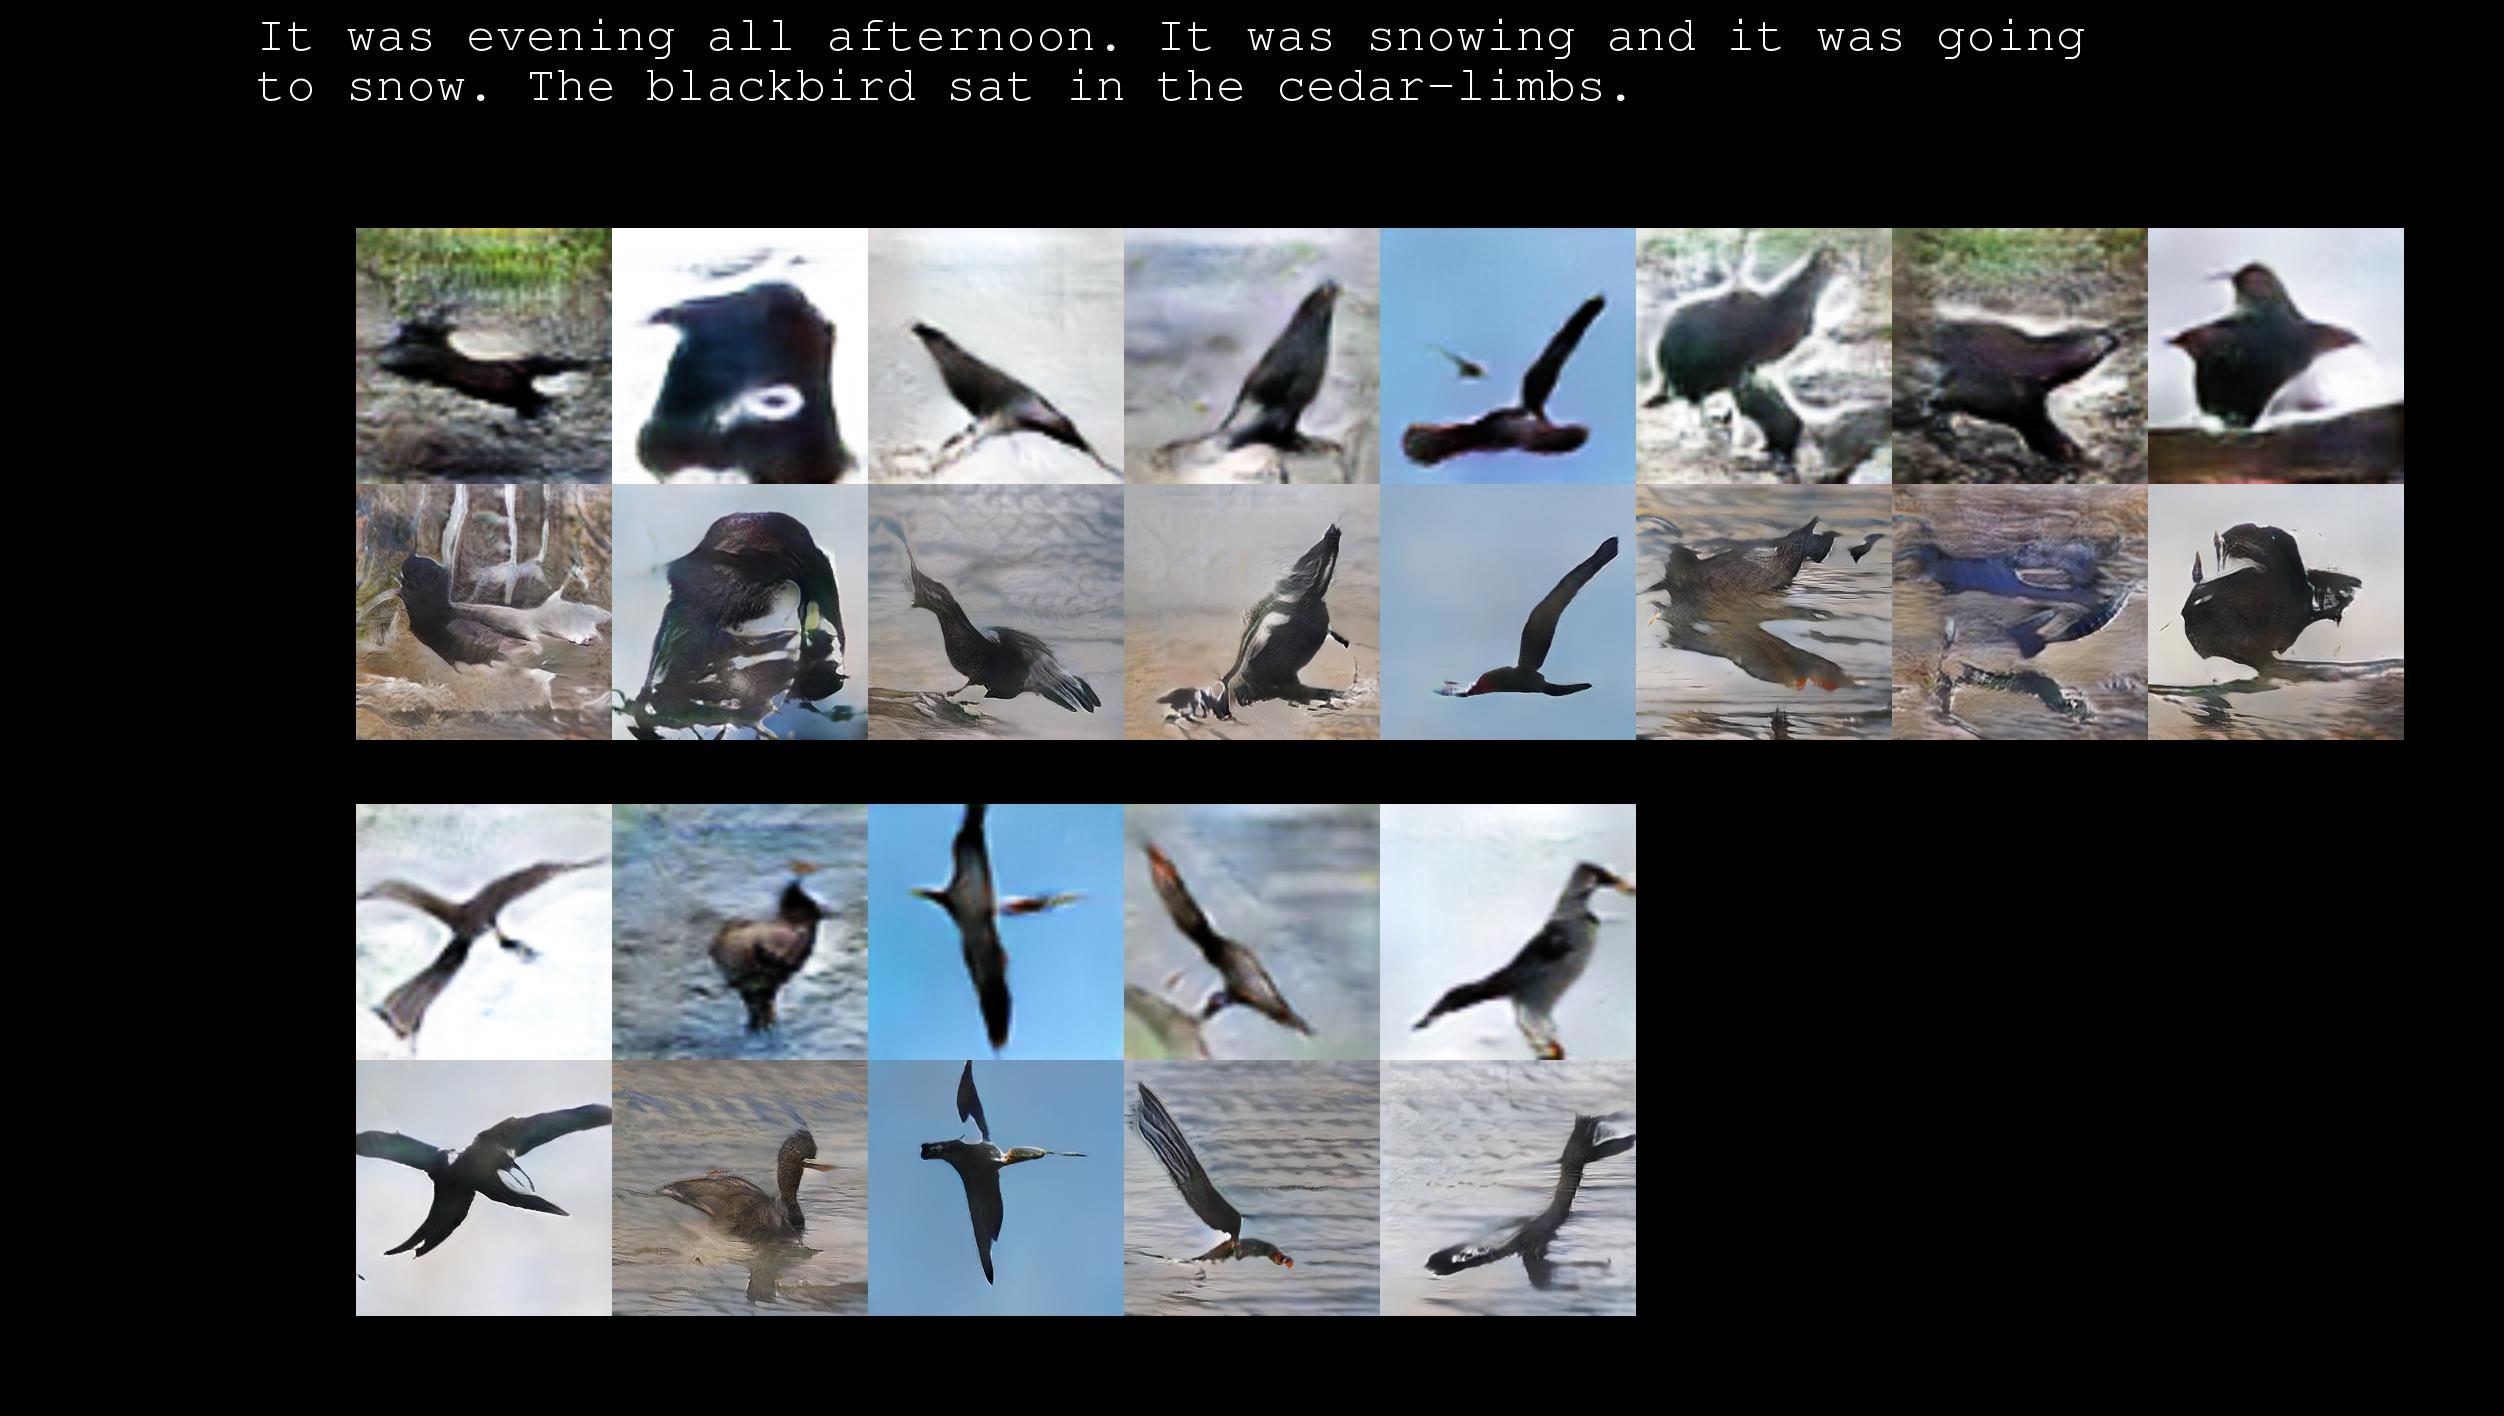 It was evening all afternoon. It was snowing and it was going
to snow. The blackbird sat in the cedar-limbs.